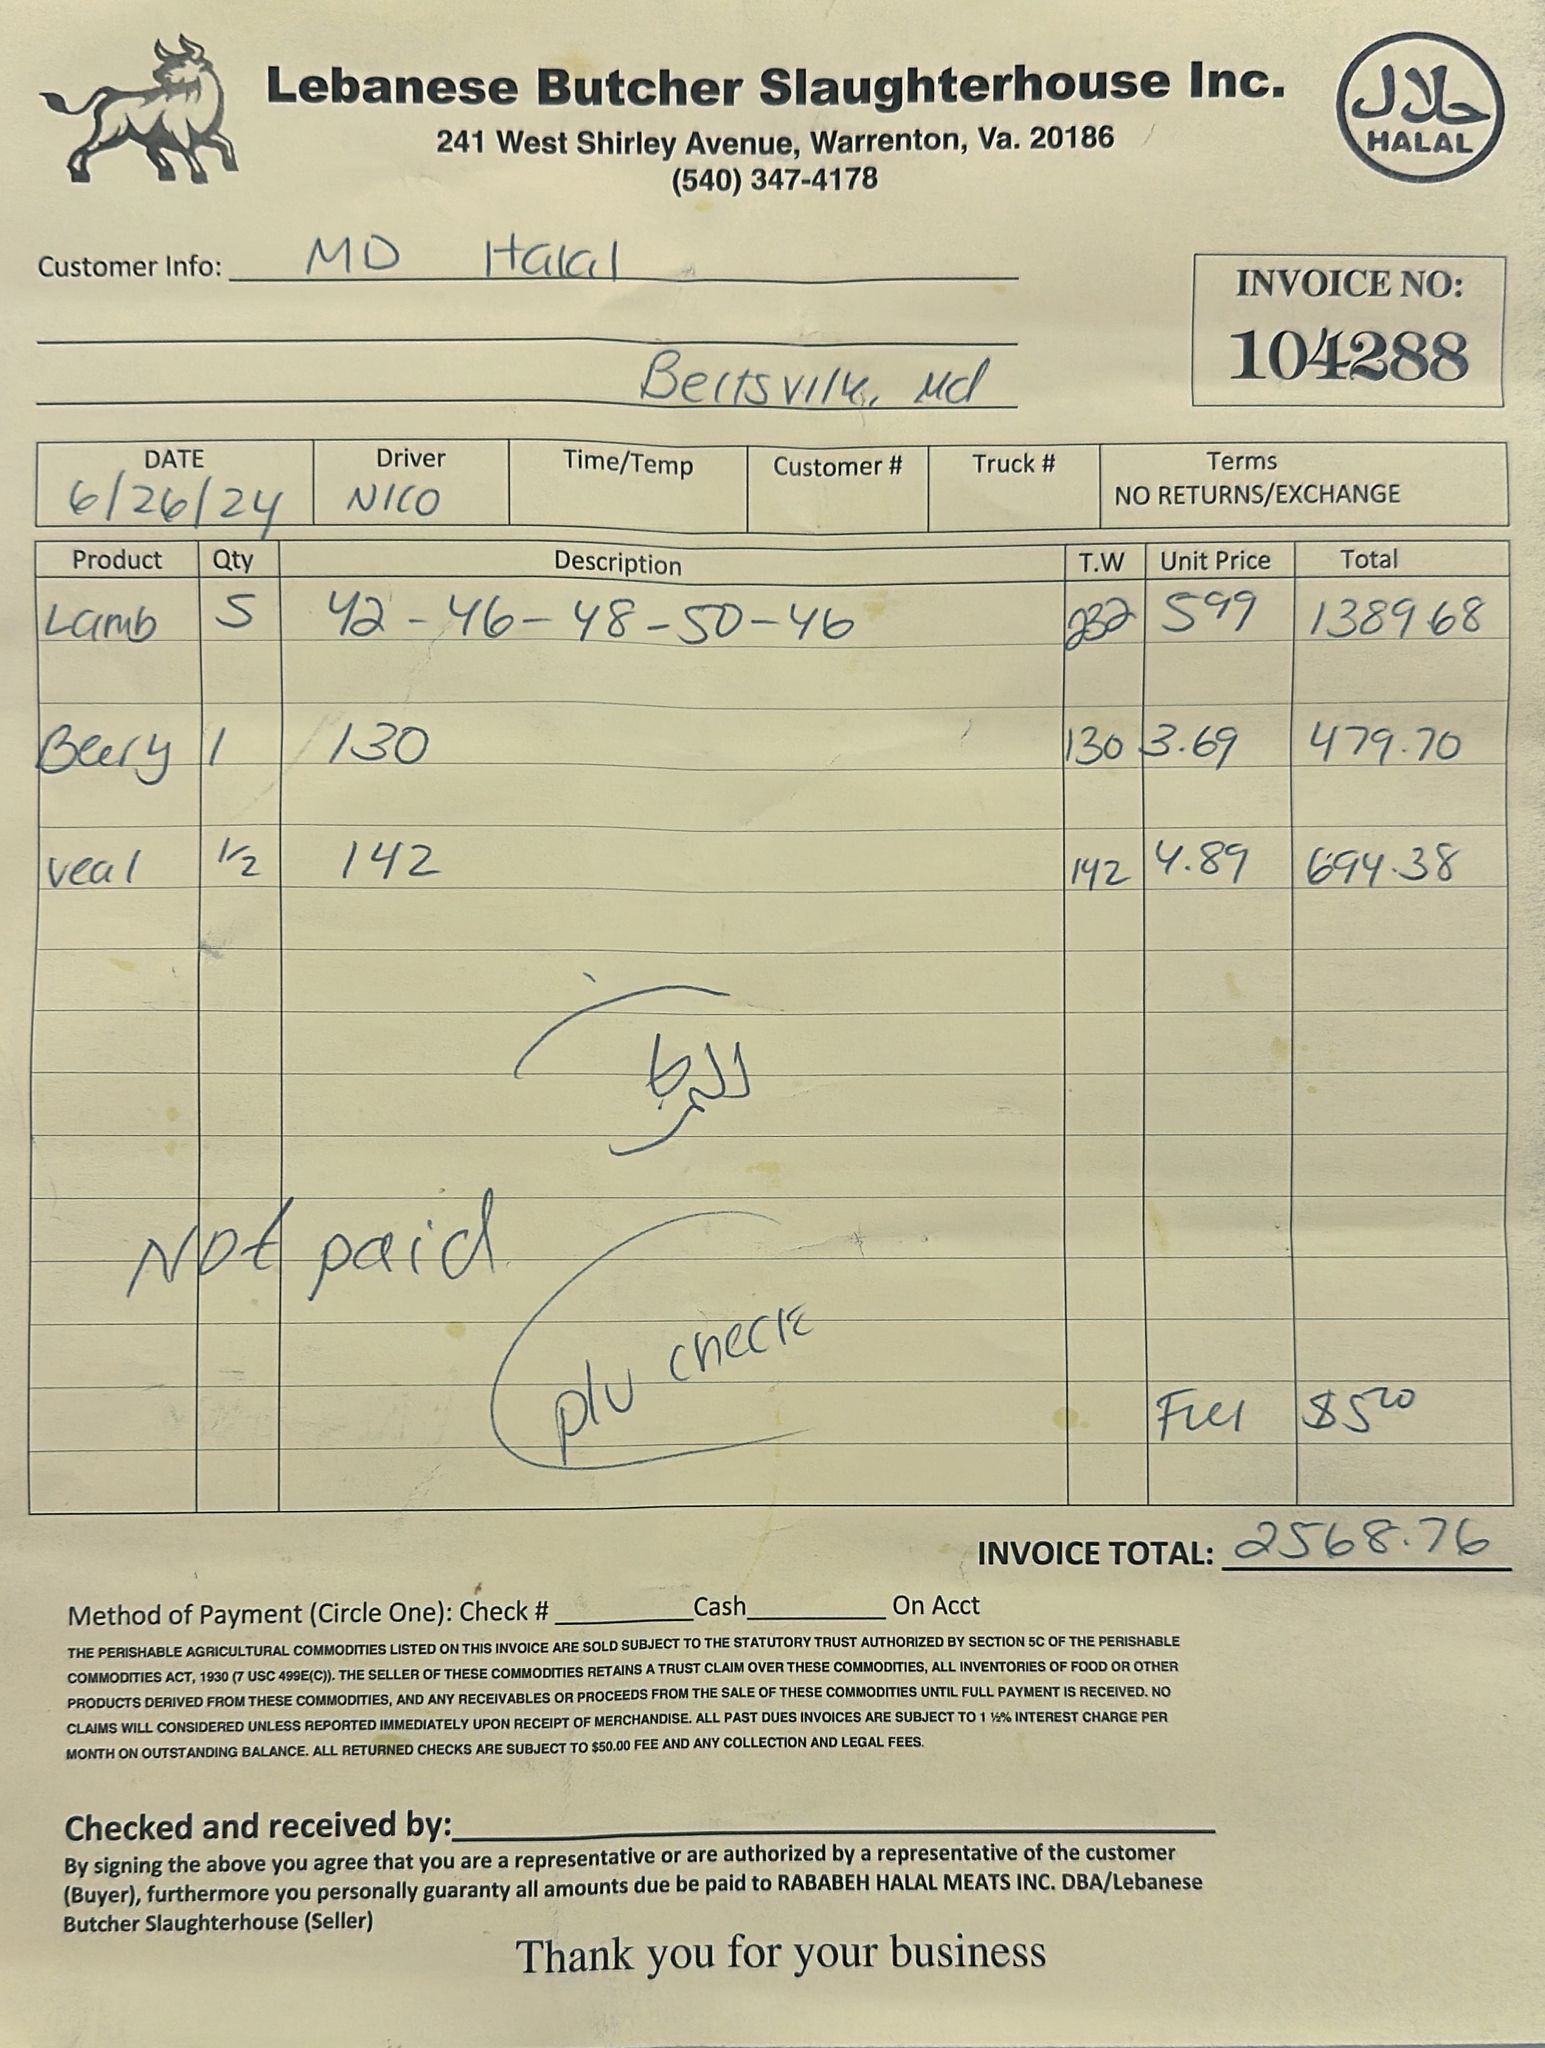 Lebanese Butcher Slaughterhouse Inc.
241 West Shirley Avenue, Warrenton, Va. 20186
(540) 347-4178
حلال
HALAL
Customer Info: MD Halal
INVOICE NO:
104288
Md
DATE Driver Time/Temp Customer # Truck # Terms
6/26/24 NICO NO RETURNS/EXCHANGE
Product Qty Description T.W Unit Price Total
Lamb 5 42 - 46 - 48 - 50 - 46 232 5 99 1389 68
1 130 130 3.69 479.70
veal 1/2 142 142 4.89 694.38
Not paid
p/u check
Fuel $5 00
INVOICE TOTAL: 2568.76
Method of Payment (Circle One): Check # Cash On Acct
THE PERISHABLE AGRICULTURAL COMMODITIES LISTED ON THIS INVOICE ARE SOLD SUBJECT TO THE STATUTORY TRUST AUTHORIZED BY SECTION 5C OF THE PERISHABLE
COMMODITIES ACT, 1930 (7 USC 499E(C)). THE SELLER OF THESE COMMODITIES RETAINS A TRUST CLAIM OVER THESE COMMODITIES, ALL INVENTORIES OF FOOD OR OTHER
PRODUCTS DERIVED FROM THESE COMMODITIES, AND ANY RECEIVABLES OR PROCEEDS FROM THE SALE OF THESE COMMODITIES UNTIL FULL PAYMENT IS RECEIVED. NO
CLAIMS WILL CONSIDERED UNLESS REPORTED IMMEDIATELY UPON RECEIPT OF MERCHANDISE. ALL PAST DUES INVOICES ARE SUBJECT TO 1 ½% INTEREST CHARGE PER
MONTH ON OUTSTANDING BALANCE. ALL RETURNED CHECKS ARE SUBJECT TO $50.00 FEE AND ANY COLLECTION AND LEGAL FEES.
Checked and received by:
By signing the above you agree that you are a representative or are authorized by a representative of the customer
(Buyer), furthermore you personally guaranty all amounts due be paid to RABABEH HALAL MEATS INC. DBA/Lebanese
Butcher Slaughterhouse (Seller)
Thank you for your business